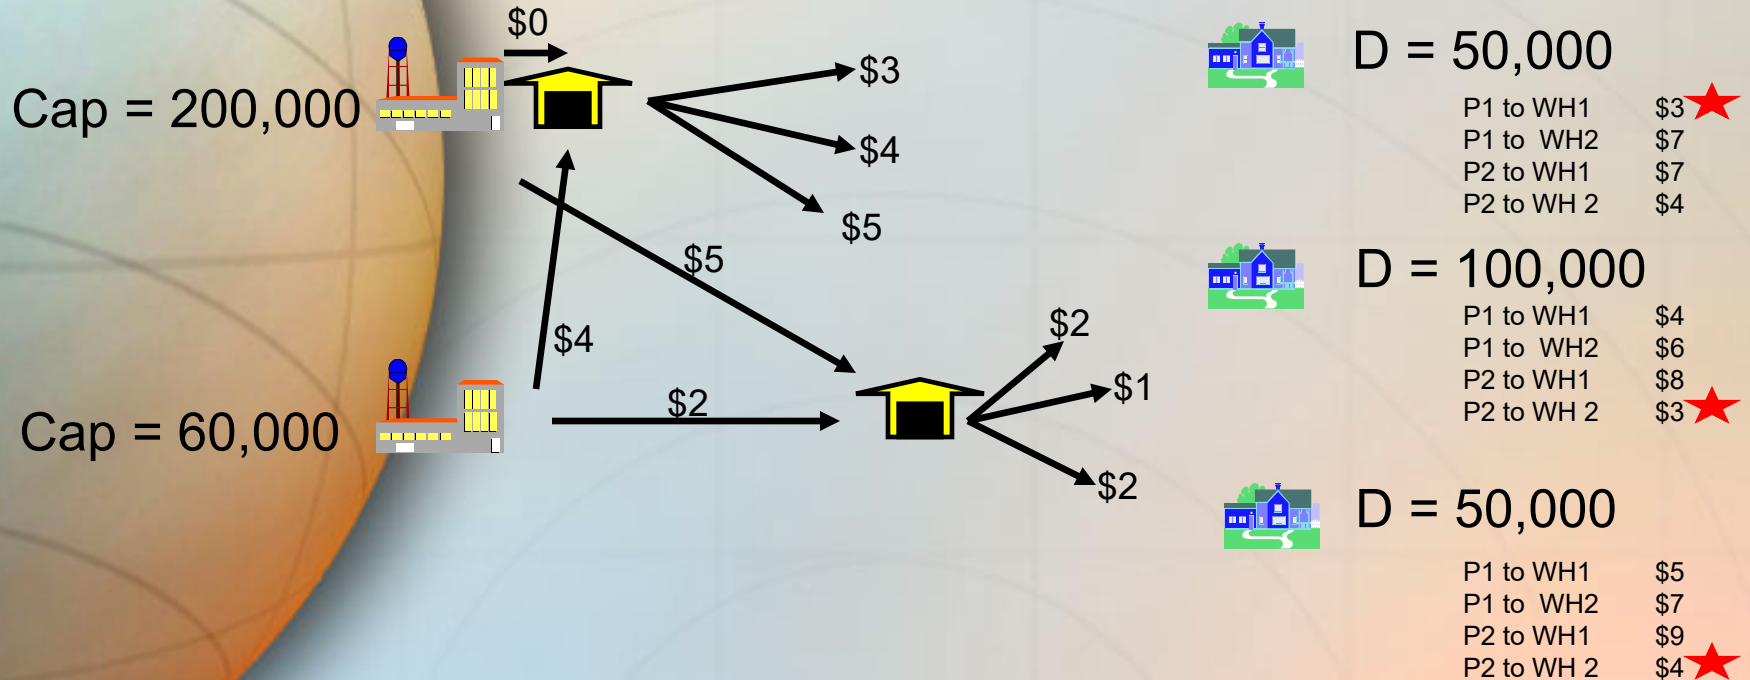 $0
Cap = 200,000
$3
$4
$5
$5
$4
Cap = 60,000
$2
$2
$1
$2
D = 50,000
P1 to WH1 $3
P1 to WH2 $7
P2 to WH1 $7
P2 to WH 2 $4
D = 100,000
P1 to WH1 $4
P1 to WH2 $6
P2 to WH1 $8
P2 to WH 2 $3
D = 50,000
P1 to WH1 $5
P1 to WH2 $7
P2 to WH1 $9
P2 to WH 2 $4